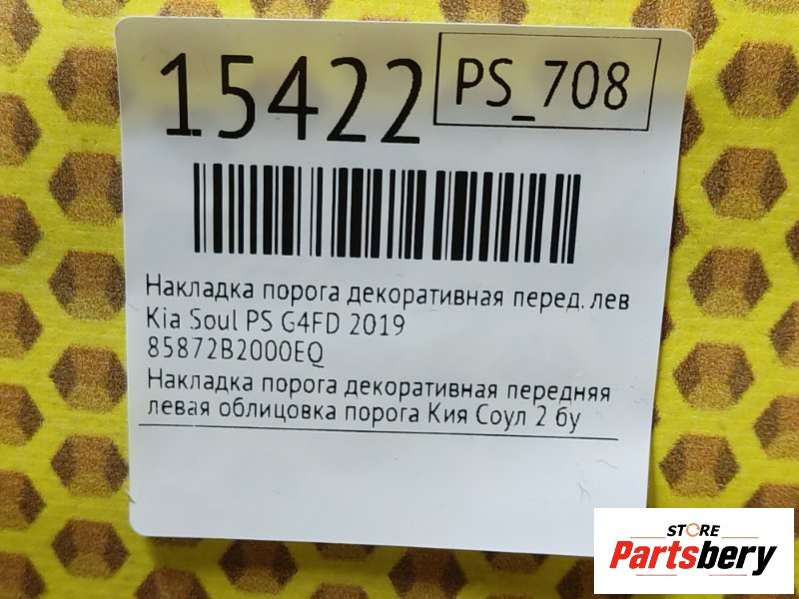 15422
PS_708
Накладка порога декоративная перед. лев
Kia Soul PS G4FD 2019
85872B2000EQ
Накладка порога декоративная передняя
левая облицовка порога Кия Соул 2 бу
STORE
Partsbery